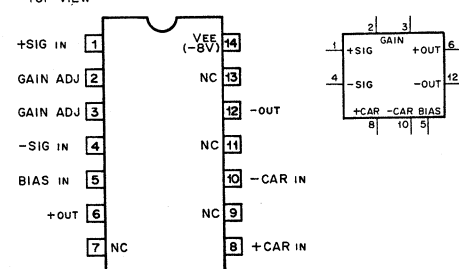 TOP VIEW
+SIG IN 1
GAIN ADJ 2
GAIN ADJ 3
-SIG IN 4
BIAS IN 5
+OUT 6
7 NC
VEE 14
(-8V)
NC 13
12 -OUT
NC 11
10 -CAR IN
NC 9
8 +CAR IN
2 3
GAIN
1 +SIG +OUT 6
4 -SIG -OUT 12
+CAR -CAR BIAS
8 10 5